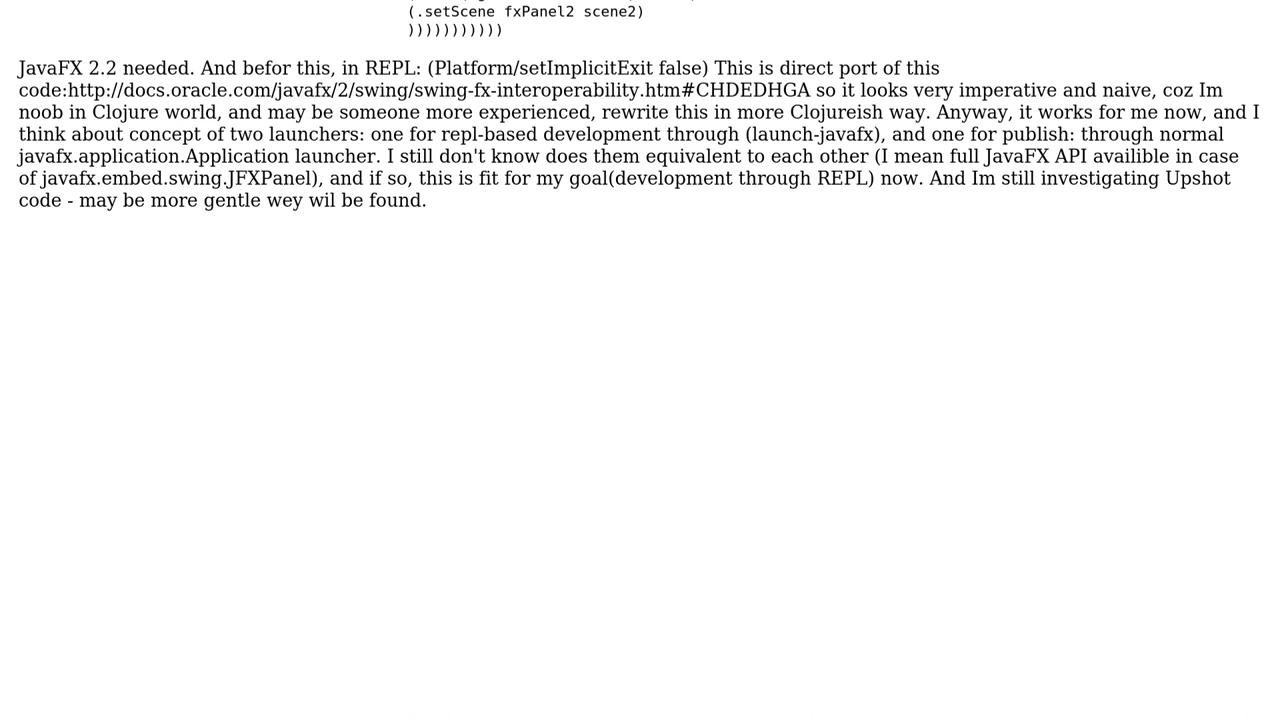 (.setScene fxPanel2 scene2)
)))))))))))
JavaFX 2.2 needed. And befor this, in REPL: (Platform/setImplicitExit false) This is direct port of this
code:http://docs.oracle.com/javafx/2/swing/swing-fx-interoperability.htm#CHDEDHGA so it looks very imperative and naive, coz Im
noob in Clojure world, and may be someone more experienced, rewrite this in more Clojureish way. Anyway, it works for me now, and I
think about concept of two launchers: one for repl-based development through (launch-javafx), and one for publish: through normal
javafx.application.Application launcher. I still don't know does them equivalent to each other (I mean full JavaFX API availible in case
of javafx.embed.swing.JFXPanel), and if so, this is fit for my goal(development through REPL) now. And Im still investigating Upshot
code - may be more gentle wey wil be found.